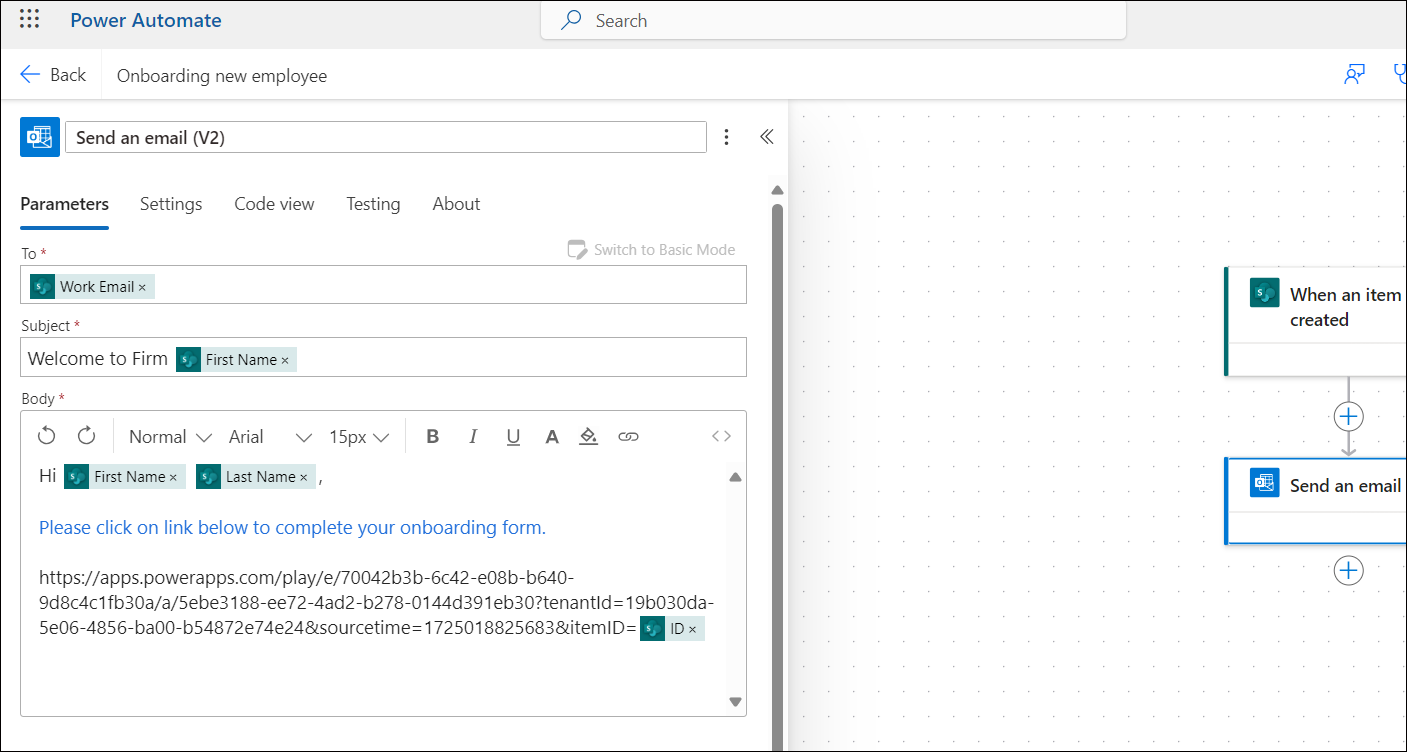 Power Automate
Search
Back
Onboarding new employee
Send an email (V2)
Parameters Settings Code view Testing About
To *
Switch to Basic Mode
Work Email ×
Subject *
Welcome to Firm First Name ×
Body *
Normal Arial 15px B I U A <>
Hi First Name × Last Name × ,
Please click on link below to complete your onboarding form.
https://apps.powerapps.com/play/e/70042b3b-6c42-e08b-b640-
9d8c4c1fb30a/a/5ebe3188-ee72-4ad2-b278-0144d391eb30?tenantId=19b030da-
5e06-4856-ba00-b54872e74e24&sourcetime=1725018825683&itemID= ID ×
When an item
created
Send an email